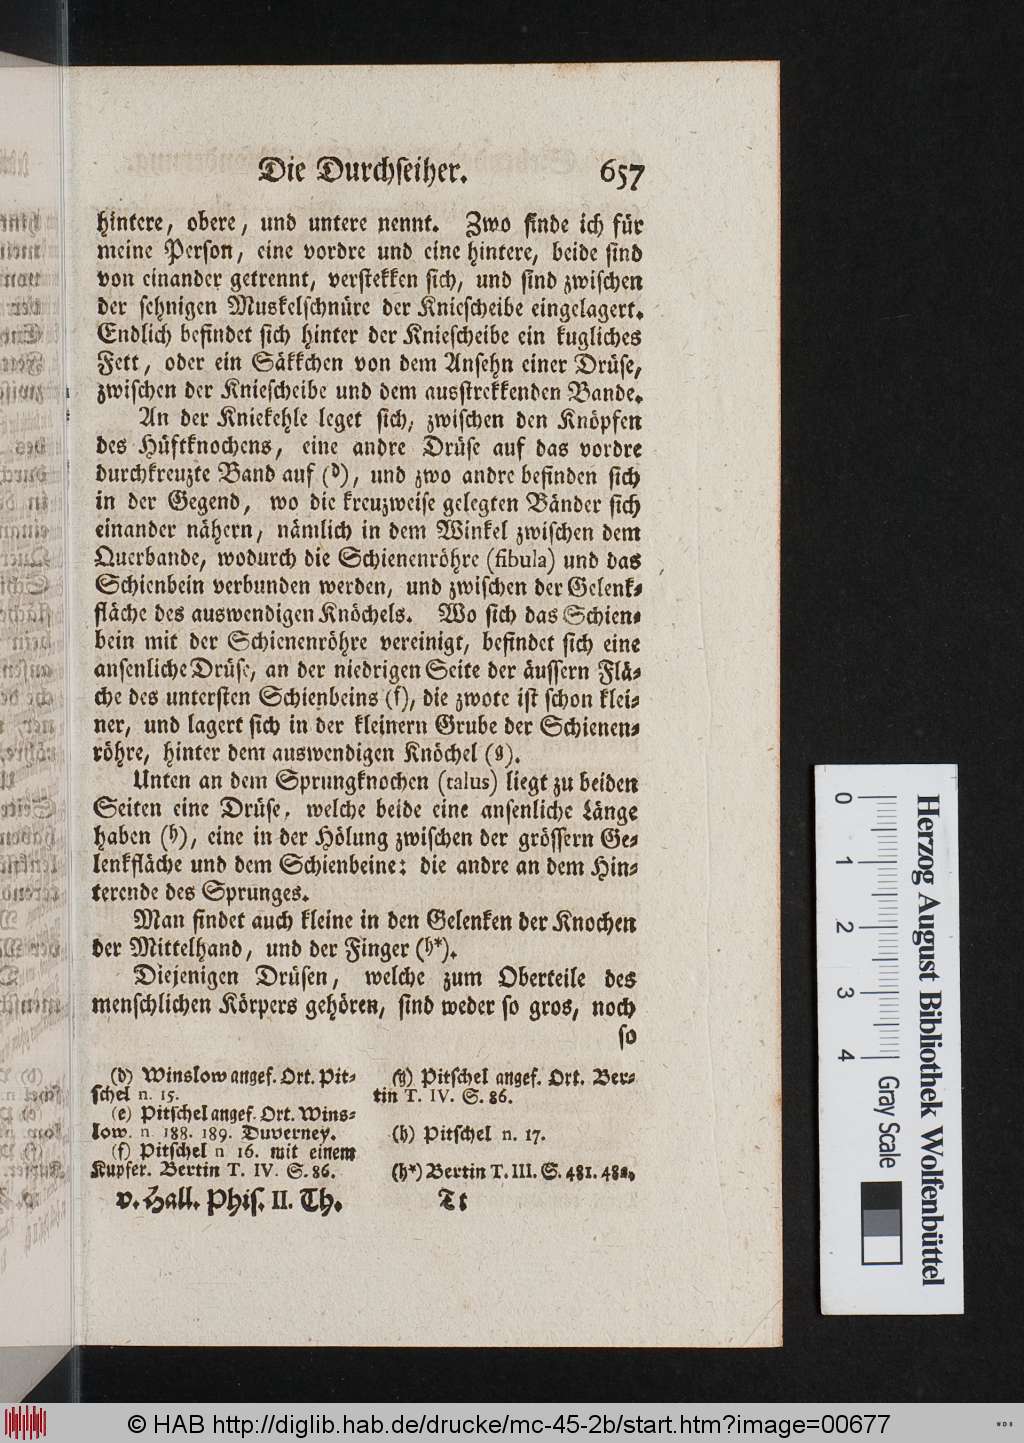 Die Durchseiher. 657
hintere, obere, und untere nennt. Zwo finde ich für
meine Person, eine vordre und eine hintere, beide sind
von einander getrennt, verstekken sich, und sind zwischen
der sehnigen Muskelschnüre der Kniescheibe eingelagert.
Endlich befindet sich hinter der Kniescheibe ein kugliches
Fett, oder ein Säkkchen von dem Ansehn einer Drüse,
zwischen der Kniescheibe und dem ausstrekkenden Bande.
An der Kniekehle leget sich, zwischen den Knöpfen
des Hüftknochens, eine andre Drüse auf das vordre
durchkreuzte Band auf (d), und zwo andre befinden sich
in der Gegend, wo die kreuzweise gelegten Bänder sich
einander nähern, nämlich in dem Winkel zwischen dem
Querbande, wodurch die Schienenröhre (fibula) und das
Schienbein verbunden werden, und zwischen der Gelenk-
fläche des auswendigen Knöchels. Wo sich das Schien-
bein mit der Schienenröhre vereinigt, befindet sich eine
ansenliche Drüse, an der niedrigen Seite der äussern Flä-
che des untersten Schienbeins (f), die zwote ist schon klei-
ner, und lagert sich in der kleinern Grube der Schienen-
röhre, hinter dem auswendigen Knöchel (g).
Unten an dem Sprungknochen (talus) liegt zu beiden
Seiten eine Drüse, welche beide eine ansenliche Länge
haben (h), eine in der Hölung zwischen der grössern Ge-
lenkfläche und dem Schienbeine: die andre an dem Hin-
terende des Sprunges.
Man findet auch kleine in den Gelenken der Knochen
der Mittelhand, und der Finger (h*).
Diejenigen Drüsen, welche zum Oberteile des
menschlichen Körpers gehören, sind weder so gros, noch
so
(d) Winslow angef. Ort. Pit-
schel n. 15.
(e) Pitschel angef. Ort. Wins-
low. n. 188. 189. Duverney.
(f) Pitschel n 16. mit einem
Kupfer. Bertin T. IV. S. 86.
(g) Pitschel angef. Ort. Ber-
tin T. IV. S. 86.
(h) Pitschel n. 17.
(h*) Bertin T. III. S. 481. 482.
v. Hall. Phis. II. Th. Tt
0 1 2 3 4 Gray Scale
Herzog August Bibliothek Wolfenbüttel
© HAB http://diglib.hab.de/drucke/mc-45-2b/start.htm?image=00677